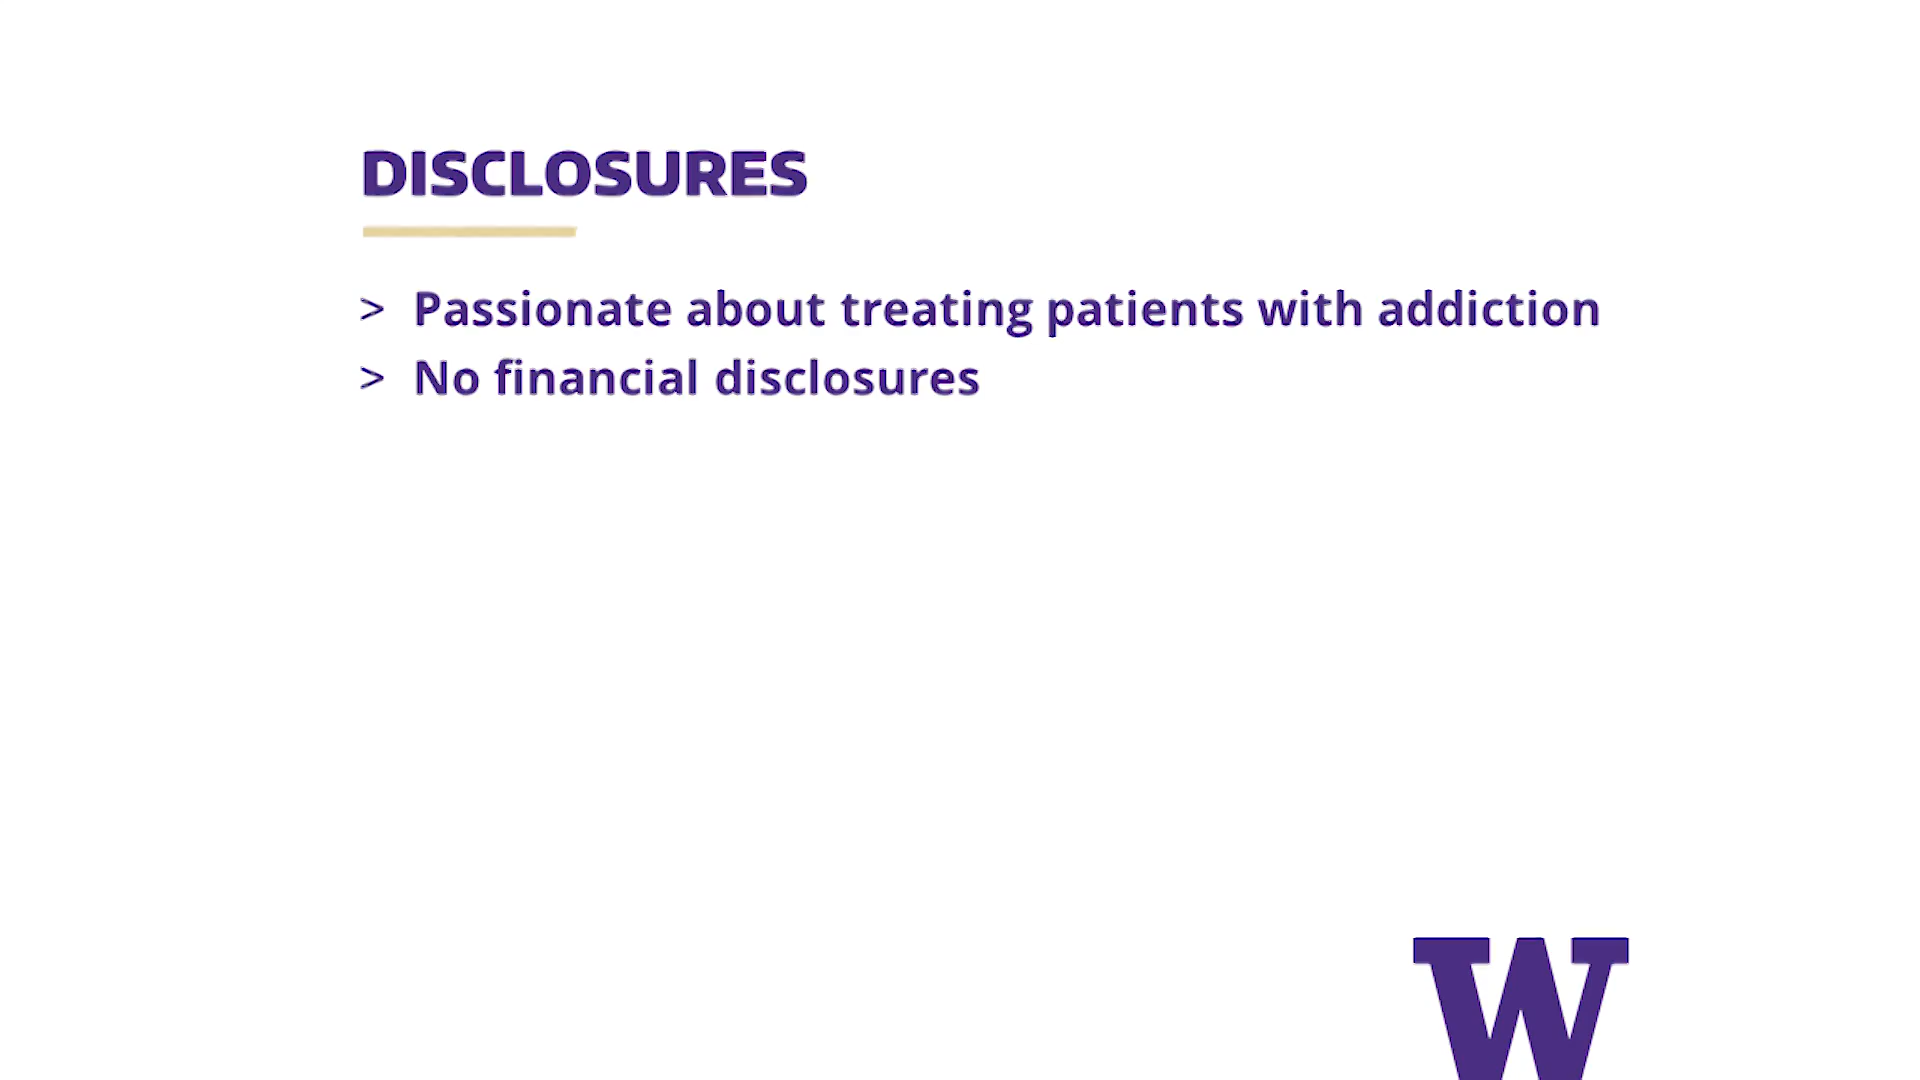 DISCLOSURES
> Passionate about treating patients with addiction
> No financial disclosures
W